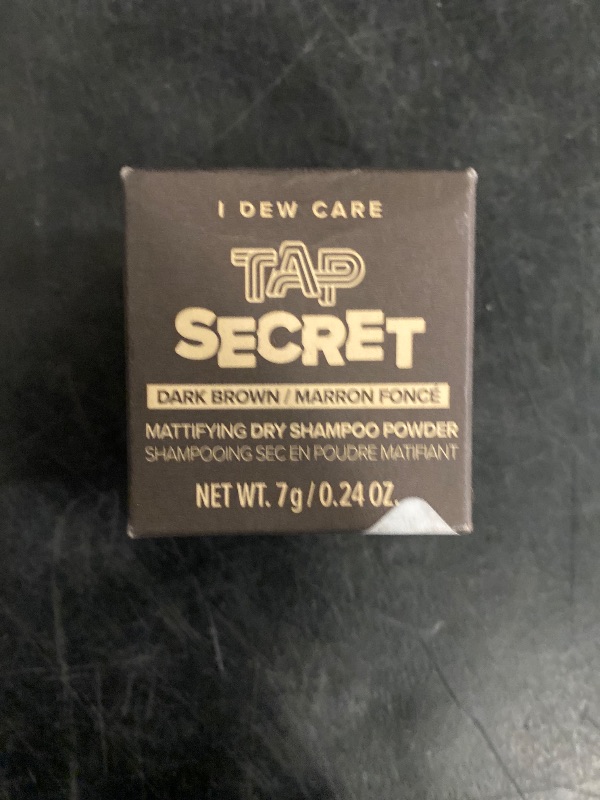 I DEW CARE
TAP
SECRET
DARK BROWN / MARRON FONCÉ
MATTIFYING DRY SHAMPOO POWDER
SHAMPOOING SEC EN POUDRE MATIFIANT
NET WT. 7g / 0.24 OZ.